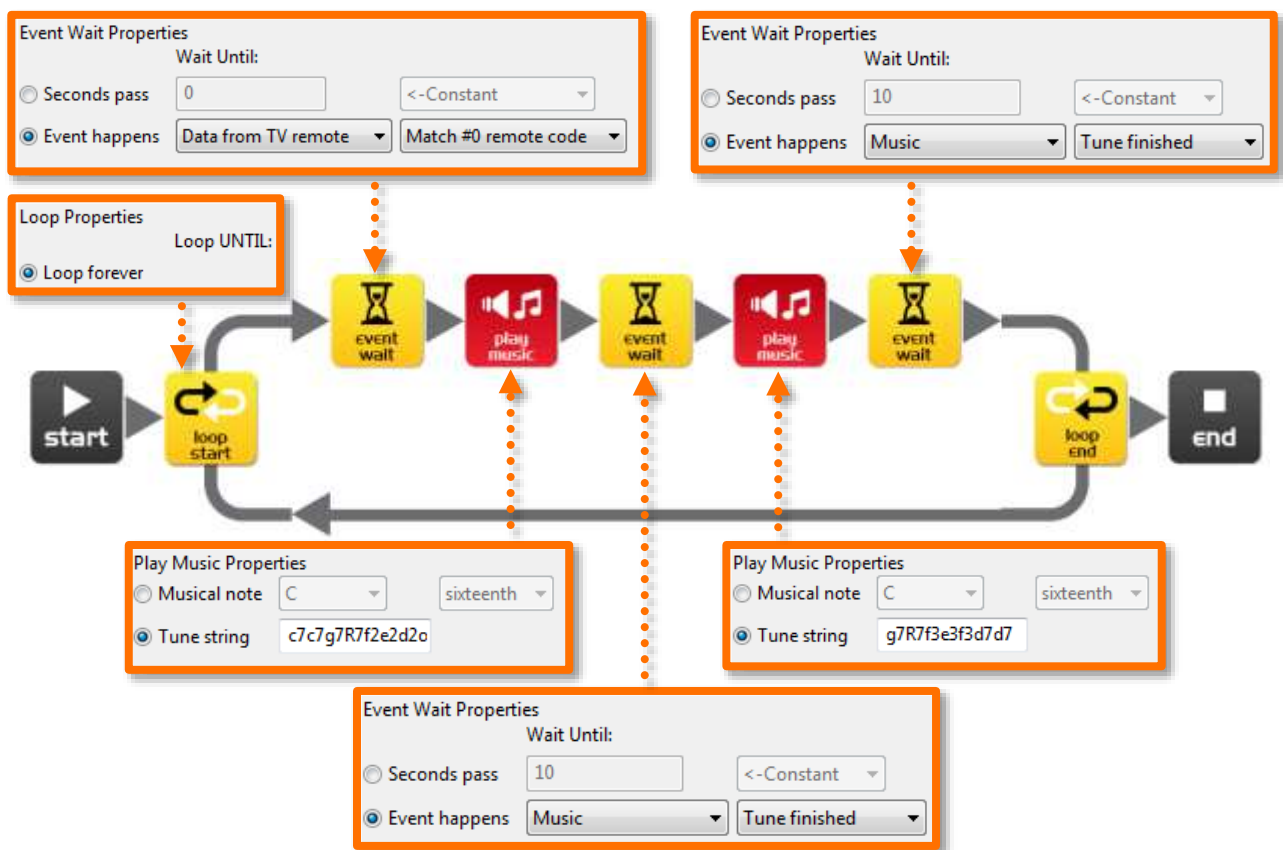 Event Wait Properties
Wait Until:
Seconds pass 0 <-Constant
Event happens Data from TV remote Match #0 remote code
Event Wait Properties
Wait Until:
Seconds pass 10 <-Constant
Event happens Music Tune finished
Loop Properties
Loop UNTIL:
Loop forever
event
wait
play
music
event
wait
play
music
event
wait
start
loop
start
loop
end
end
Play Music Properties
Musical note C sixteenth
Tune string c7c7g7R7f2e2d2o
Play Music Properties
Musical note C sixteenth
Tune string g7R7f3e3f3d7d7
Event Wait Properties
Wait Until:
Seconds pass 10 <-Constant
Event happens Music Tune finished